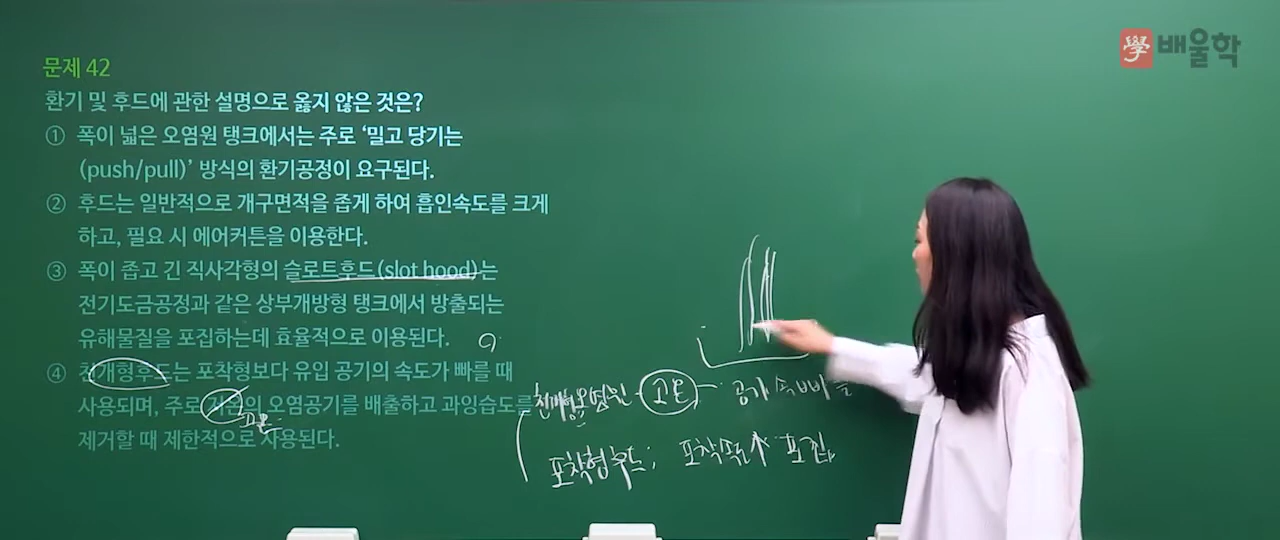 學 배울학
문제 42
환기 및 후드에 관한 설명으로 옳지 않은 것은?
① 폭이 넓은 오염원 탱크에서는 주로 ‘밀고 당기는
(push/pull)’ 방식의 환기공정이 요구된다.
② 후드는 일반적으로 개구면적을 좁게 하여 흡인속도를 크게
하고, 필요 시 에어커튼을 이용한다.
③ 폭이 좁고 긴 직사각형의 슬로트후드(slot hood)는
전기도금공정과 같은 상부개방형 탱크에서 방출되는
유해물질을 포집하는데 효율적으로 이용된다.
④ 천개형후드는 포착형보다 유입 공기의 속도가 빠를 때
사용되며, 주로 저온의 오염공기를 배출하고 과잉습도를
제거할 때 제한적으로 사용된다.
고온
천개형 오염원 - 고온 - 공기 속
포착형후드; 포착속도↑ 포집